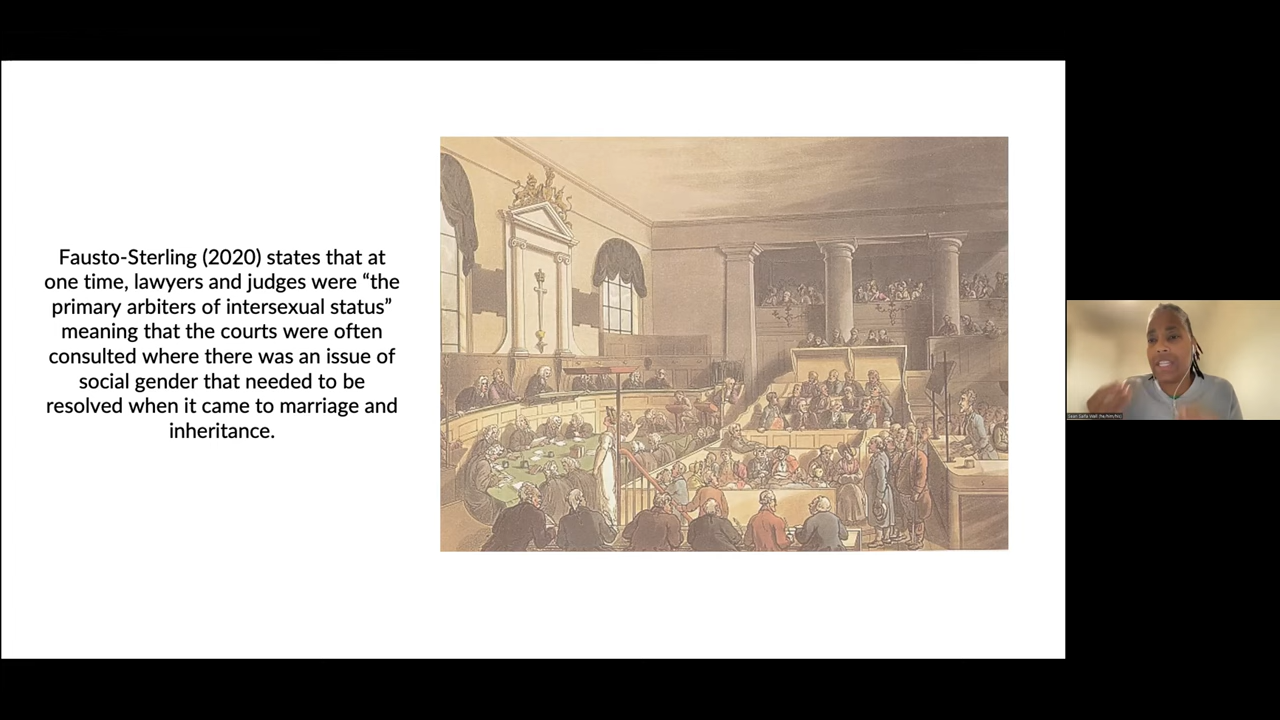 Fausto-Sterling (2020) states that at
one time, lawyers and judges were “the
primary arbiters of intersexual status”
meaning that the courts were often
consulted where there was an issue of
social gender that needed to be
resolved when it came to marriage and
inheritance.